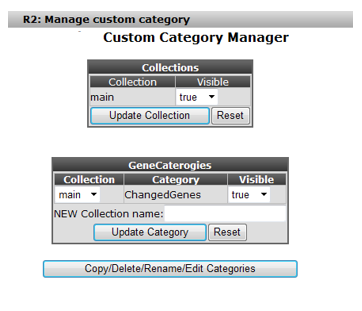 R2: Manage custom category
Custom Category Manager
Collections
Collection Visible
main true
Update Collection Reset
GeneCaterogies
Collection Category Visible
main ChangedGenes true
NEW Collection name:
Update Category Reset
Copy/Delete/Rename/Edit Categories